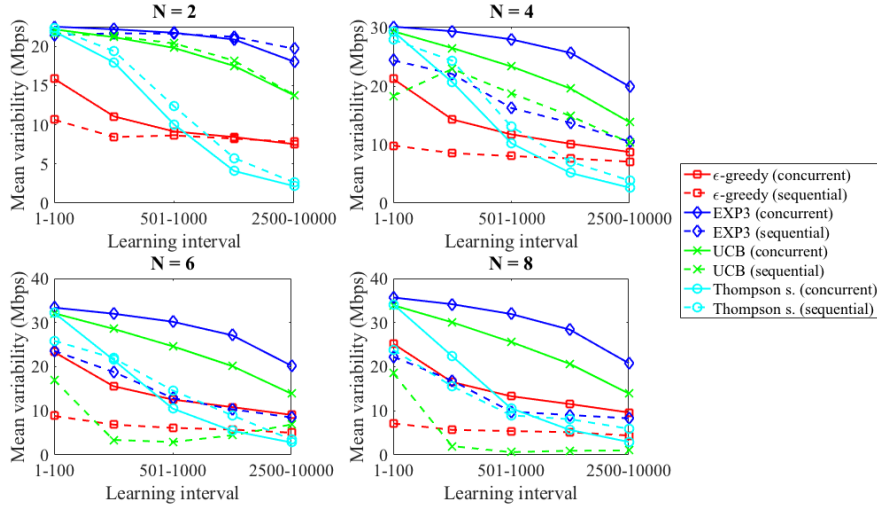 N = 2
Mean variability (Mbps)
20
15
10
5
0
1-100
501-1000
2500-10000
Learning interval
N = 4
Mean variability (Mbps)
30
20
10
0
1-100
501-1000
2500-10000
Learning interval
N = 6
Mean variability (Mbps)
40
30
20
10
0
1-100
501-1000
2500-10000
Learning interval
N = 8
Mean variability (Mbps)
40
30
20
10
0
1-100
501-1000
2500-10000
Learning interval
ϵ-greedy (concurrent)
ϵ-greedy (sequential)
EXP3 (concurrent)
EXP3 (sequential)
UCB (concurrent)
UCB (sequential)
Thompson s. (concurrent)
Thompson s. (sequential)